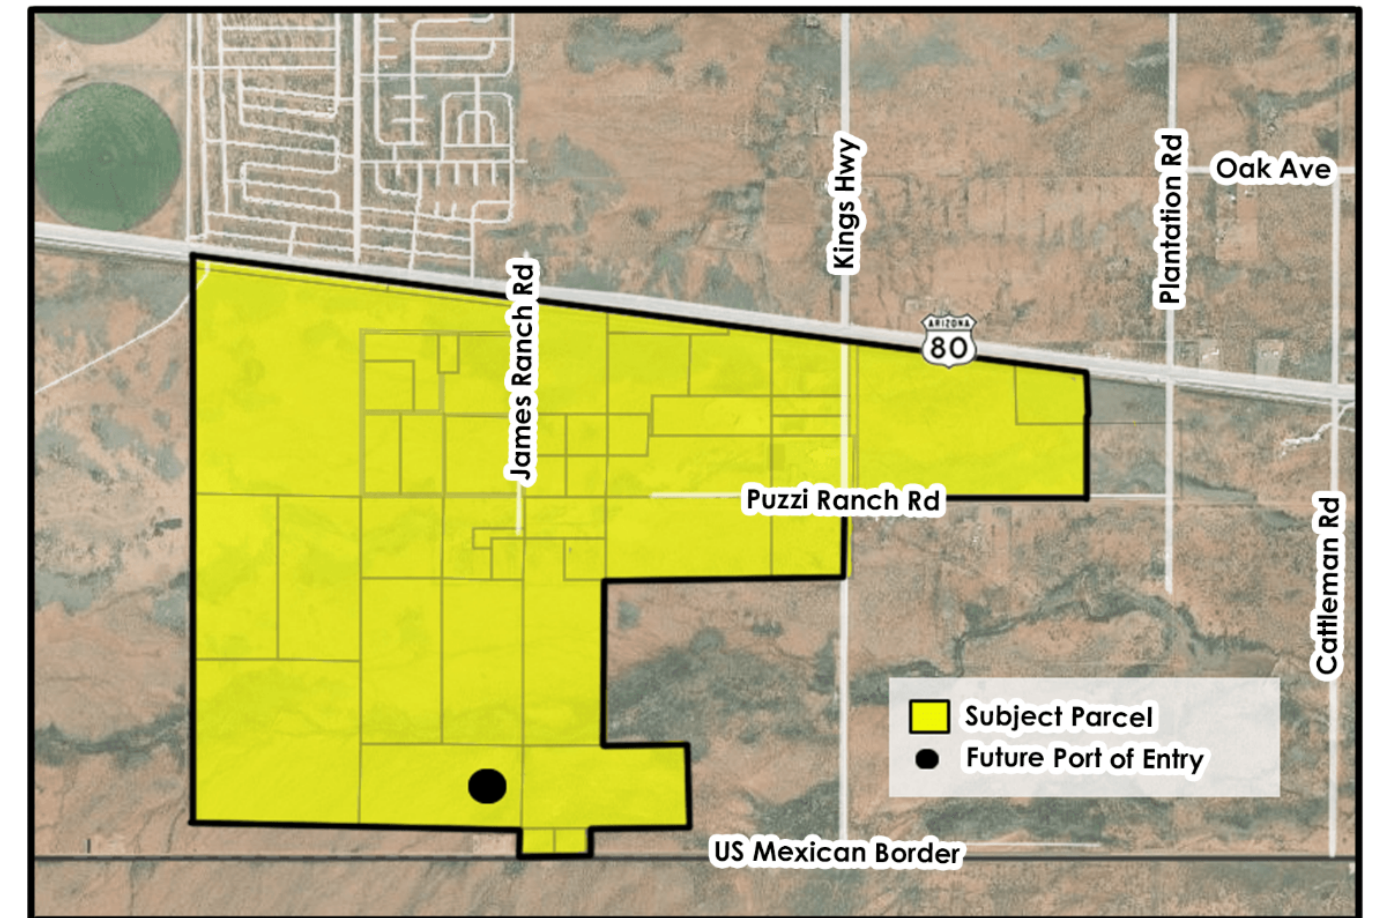 Oak Ave
Kings Hwy
Plantation Rd
James Ranch Rd
ARIZONA
80
Puzzi Ranch Rd
Cattleman Rd
Subject Parcel
Future Port of Entry
US Mexican Border